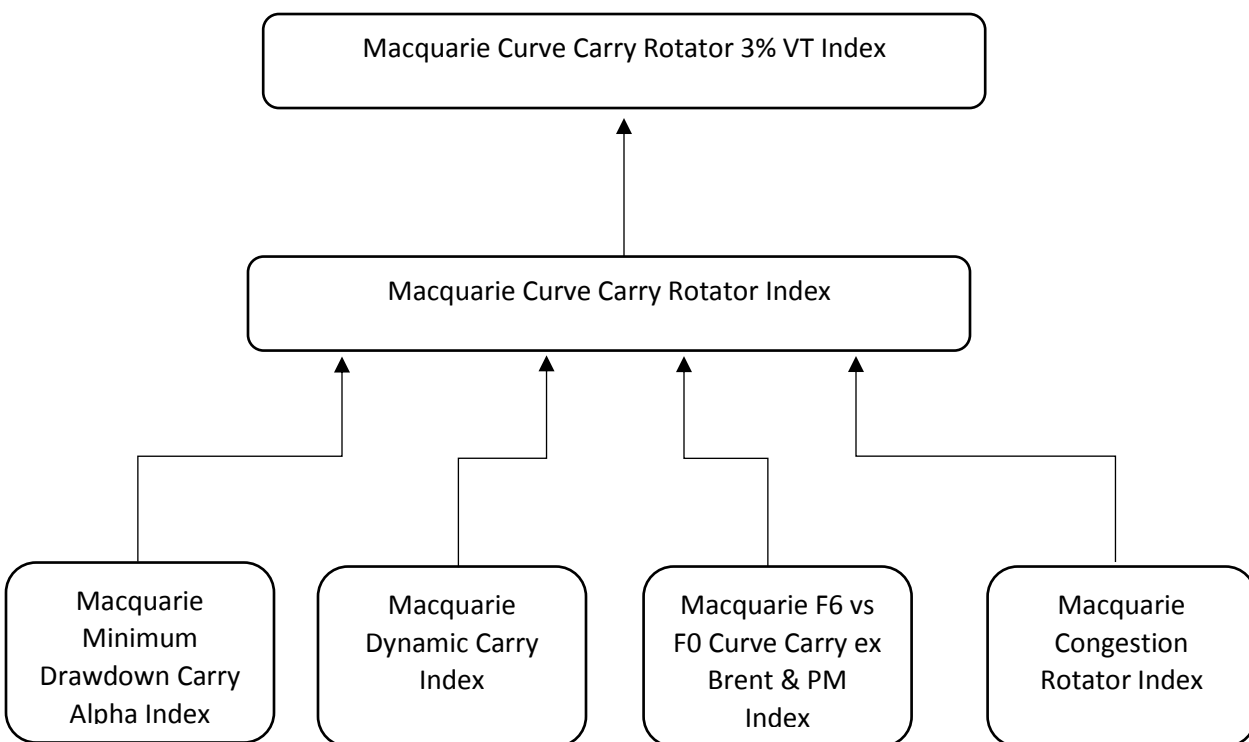 Macquarie Curve Carry Rotator 3% VT Index
Macquarie Curve Carry Rotator Index
Macquarie
Minimum
Drawdown Carry
Alpha Index
Macquarie
Dynamic Carry
Index
Macquarie F6 vs
F0 Curve Carry ex
Brent & PM
Index
Macquarie
Congestion
Rotator Index